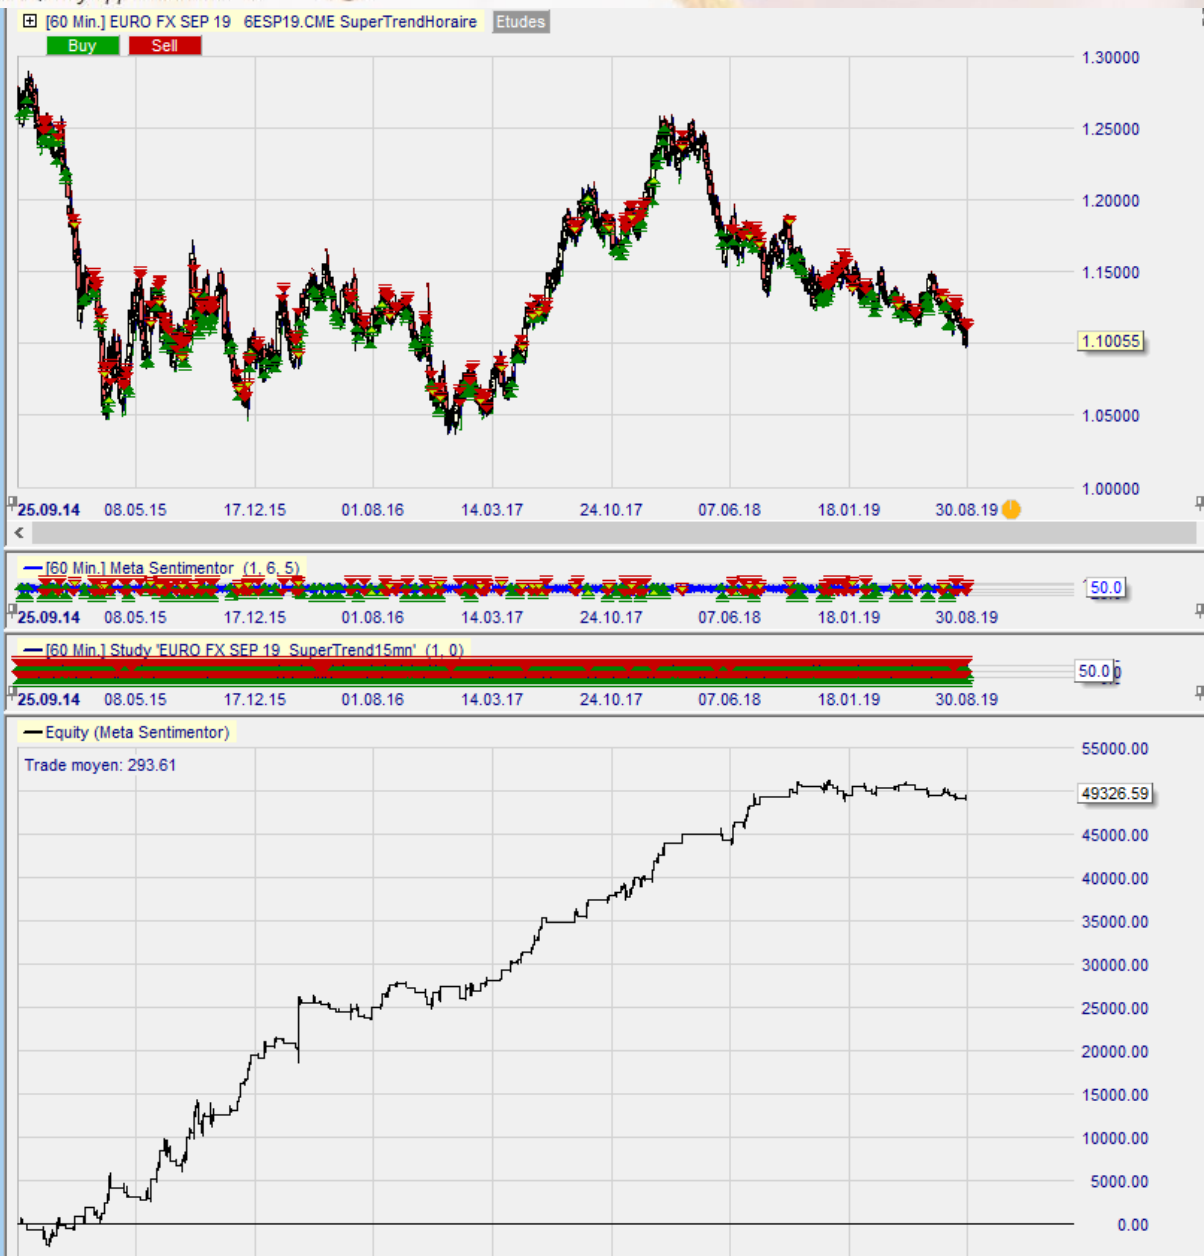 [60 Min.] EURO FX SEP 19 6ESP19.CME SuperTrendHoraire Etudes
Buy Sell
1.30000
1.25000
1.20000
1.15000
1.10055
1.05000
1.00000
25.09.14 08.05.15 17.12.15 01.08.16 14.03.17 24.10.17 07.06.18 18.01.19 30.08.19
[60 Min.] Meta Sentimentor (1, 6, 5)
50.0
25.09.14 08.05.15 17.12.15 01.08.16 14.03.17 24.10.17 07.06.18 18.01.19 30.08.19
[60 Min.] Study 'EURO FX SEP 19 SuperTrend15mn' (1, 0)
50.0
25.09.14 08.05.15 17.12.15 01.08.16 14.03.17 24.10.17 07.06.18 18.01.19 30.08.19
Equity (Meta Sentimentor)
Trade moyen: 293.61
55000.00
49326.59
45000.00
40000.00
35000.00
30000.00
25000.00
20000.00
15000.00
10000.00
5000.00
0.00